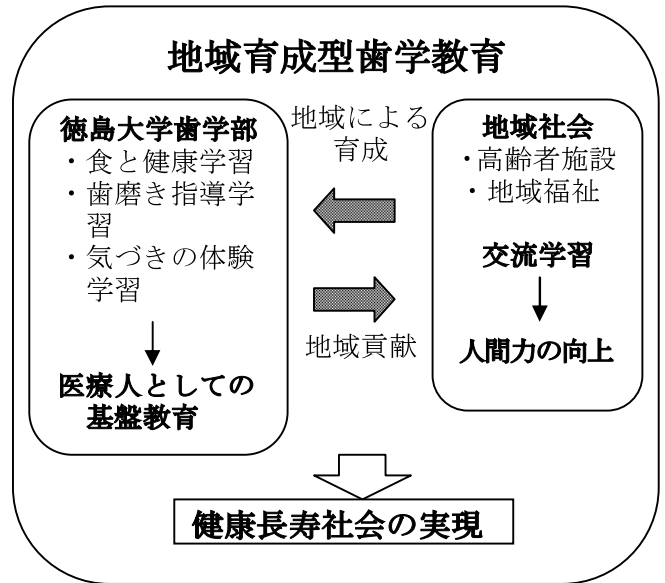 地域育成型歯学教育
徳島大学歯学部
・食と健康学習
・歯磨き指導学
習
・気づきの体験
学習
医療人としての
基盤教育
地域による
育成
地域貢献
地域社会
・高齢者施設
・地域福祉
交流学習
人間力の向上
健康長寿社会の実現